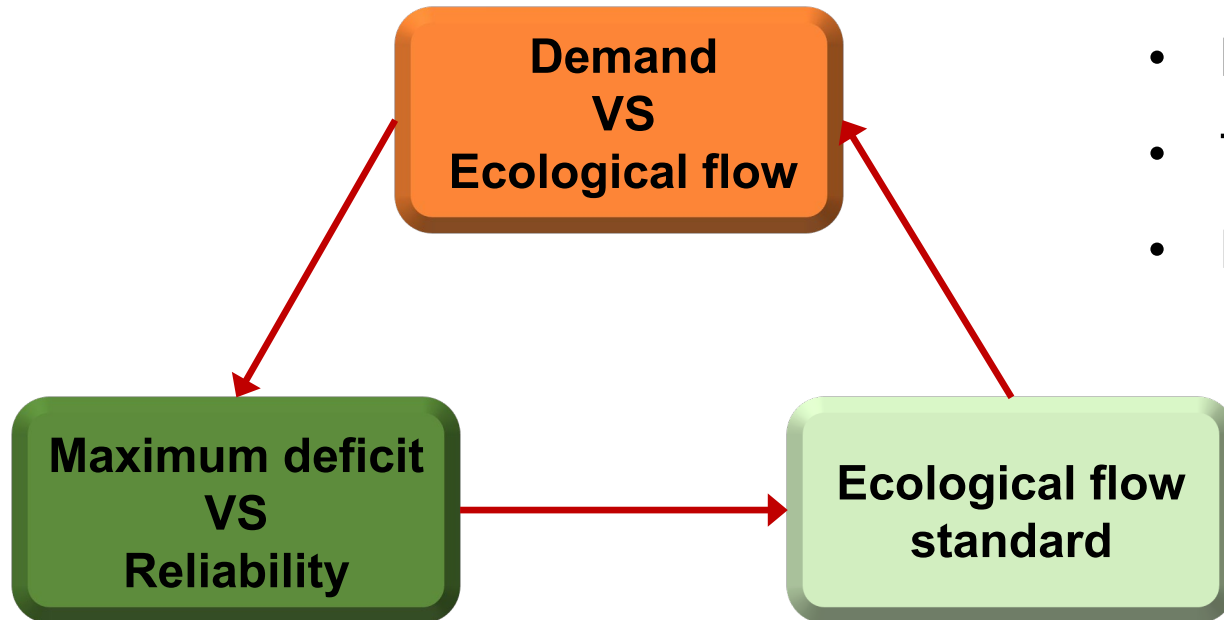 Demand
VS
Ecological flow
Maximum deficit
VS
Reliability
Ecological flow
standard